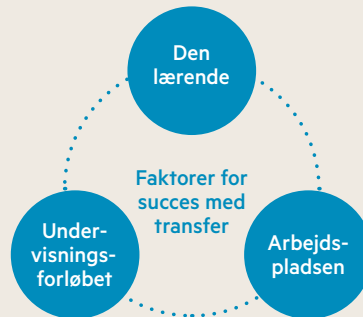 Den
lærende
Faktorer for
succes med
transfer
Under-
visnings-
forløbet
Arbejds-
pladsen